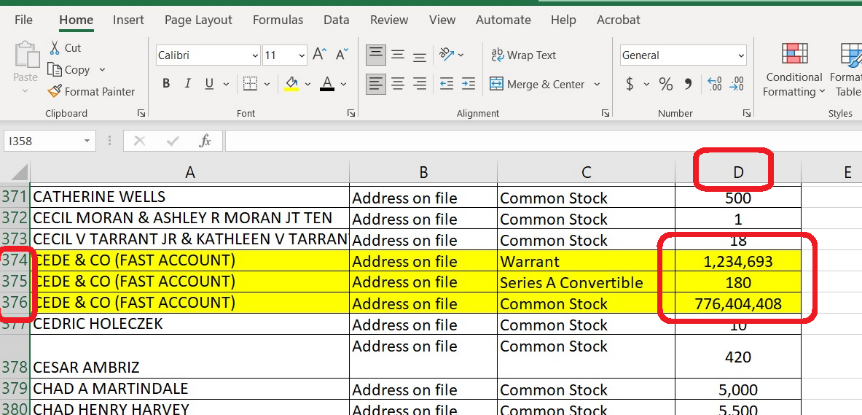 File Home Insert Page Layout Formulas Data Review View Automate Help Acrobat
Cut
Copy
Format Painter
Paste
Clipboard
Calibri 11 A A
B I U A
Font
ab Wrap Text
Merge & Center
Alignment
General
$ % 9 .00 .00
Number
Conditional
Formatting
Format
Table
Styles
I358 fx
A B C D E
371 CATHERINE WELLS Address on file Common Stock 500
372 CECIL MORAN & ASHLEY R MORAN JT TEN Address on file Common Stock 1
373 CECIL V TARRANT JR & KATHLEEN V TARRAN Address on file Common Stock 18
374 CEDE & CO (FAST ACCOUNT) Address on file Warrant 1,234,693
375 CEDE & CO (FAST ACCOUNT) Address on file Series A Convertible 180
376 CEDE & CO (FAST ACCOUNT) Address on file Common Stock 776,404,408
377 CEDRIC HOLECZEK Address on file Common Stock 10
378 CESAR AMBRIZ Address on file Common Stock 420
379 CHAD A MARTINDALE Address on file Common Stock 5,000
380 CHAD HENRY HARVEY Address on file Common Stock 5,500